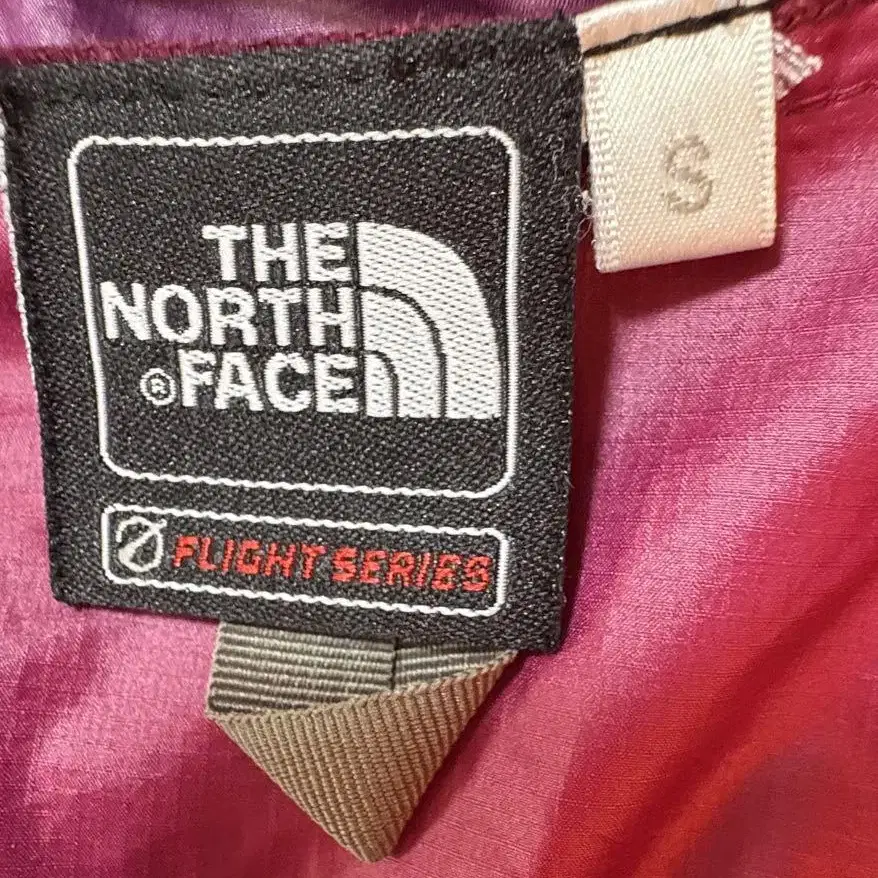 THE
NORTH
®FACE
FLIGHT SERIES
S